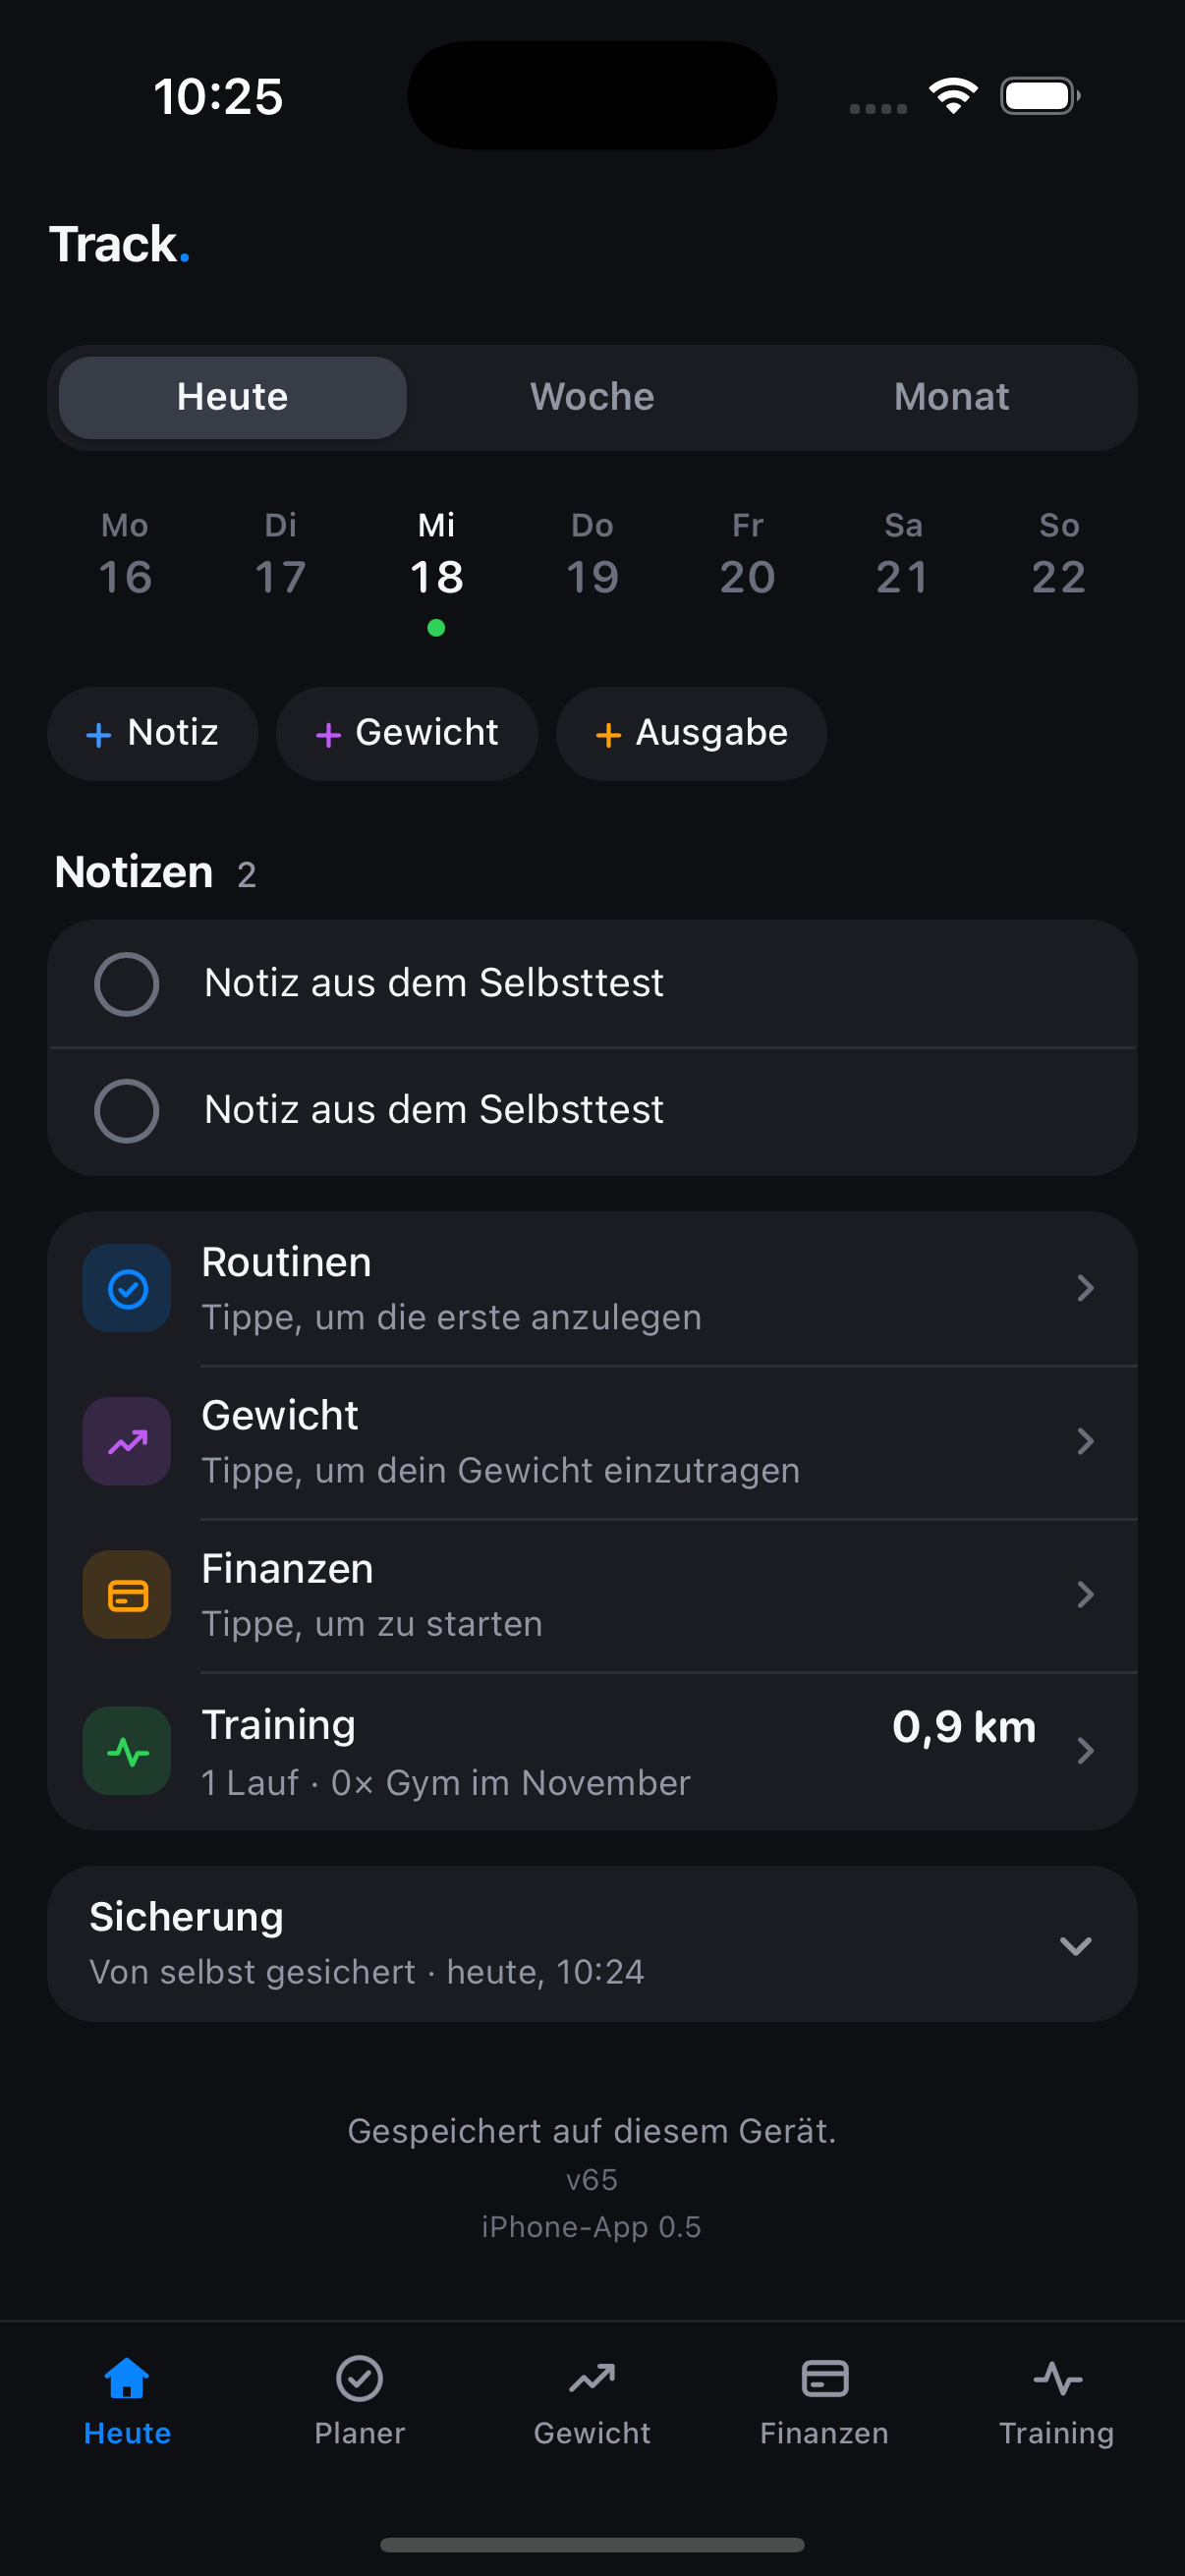 10:25
Track.
Heute Woche Monat
Mo Di Mi Do Fr Sa So
16 17 18 19 20 21 22
+ Notiz + Gewicht + Ausgabe
Notizen 2
Notiz aus dem Selbsttest
Notiz aus dem Selbsttest
Routinen
Tippe, um die erste anzulegen
Gewicht
Tippe, um dein Gewicht einzutragen
Finanzen
Tippe, um zu starten
Training 0,9 km
1 Lauf · 0× Gym im November
Sicherung
Von selbst gesichert · heute, 10:24
Gespeichert auf diesem Gerät.
v65
iPhone-App 0.5
Heute Planer Gewicht Finanzen Training